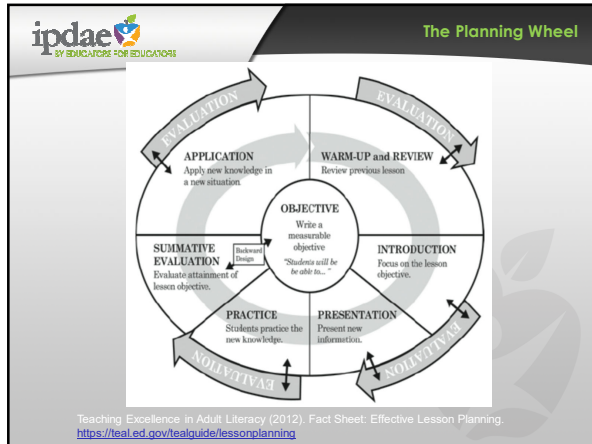 ipdae
BY EDUCATORS FOR EDUCATORS
The Planning Wheel
EVALUATION
EVALUATION
APPLICATION
Apply new knowledge in
a new situation.
WARM-UP and REVIEW
Review previous lesson
OBJECTIVE
Write a
measurable
objective
"Students will be
be able to..."
SUMMATIVE
EVALUATION
Evaluate attainment of
lesson objective.
Backward
Design
INTRODUCTION
Focus on the lesson
objective.
PRACTICE
Students practice the
new knowledge.
PRESENTATION
Present new
information.
EVALUATION
EVALUATION
Teaching Excellence in Adult Literacy (2012). Fact Sheet: Effective Lesson Planning.
https://teal.ed.gov/tealguide/lessonplanning